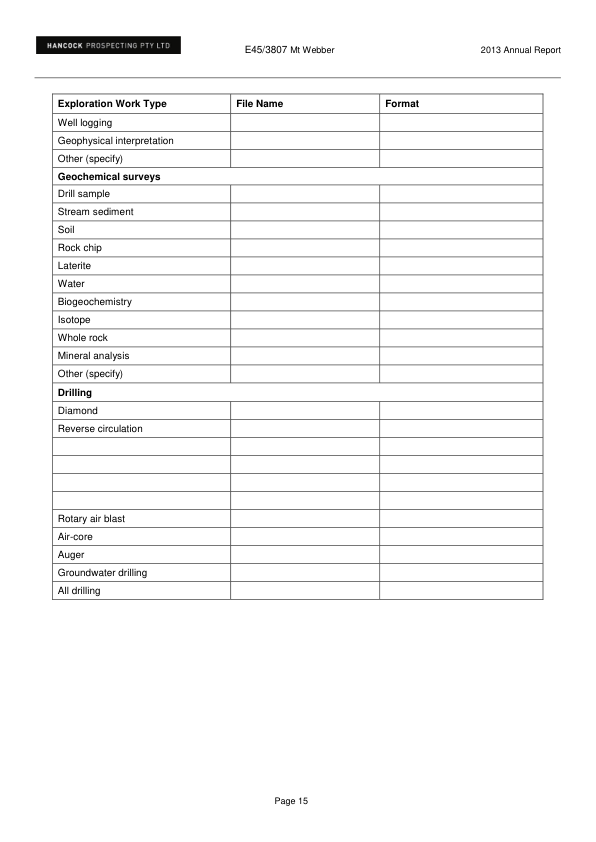 HANCOCK PROSPECTING PTY LTD
E45/3807 Mt Webber
2013 Annual Report
Exploration Work Type File Name Format
Well logging
Geophysical interpretation
Other (specify)
Geochemical surveys
Drill sample
Stream sediment
Soil
Rock chip
Laterite
Water
Biogeochemistry
Isotope
Whole rock
Mineral analysis
Other (specify)
Drilling
Diamond
Reverse circulation
Rotary air blast
Air-core
Auger
Groundwater drilling
All drilling
Page 15